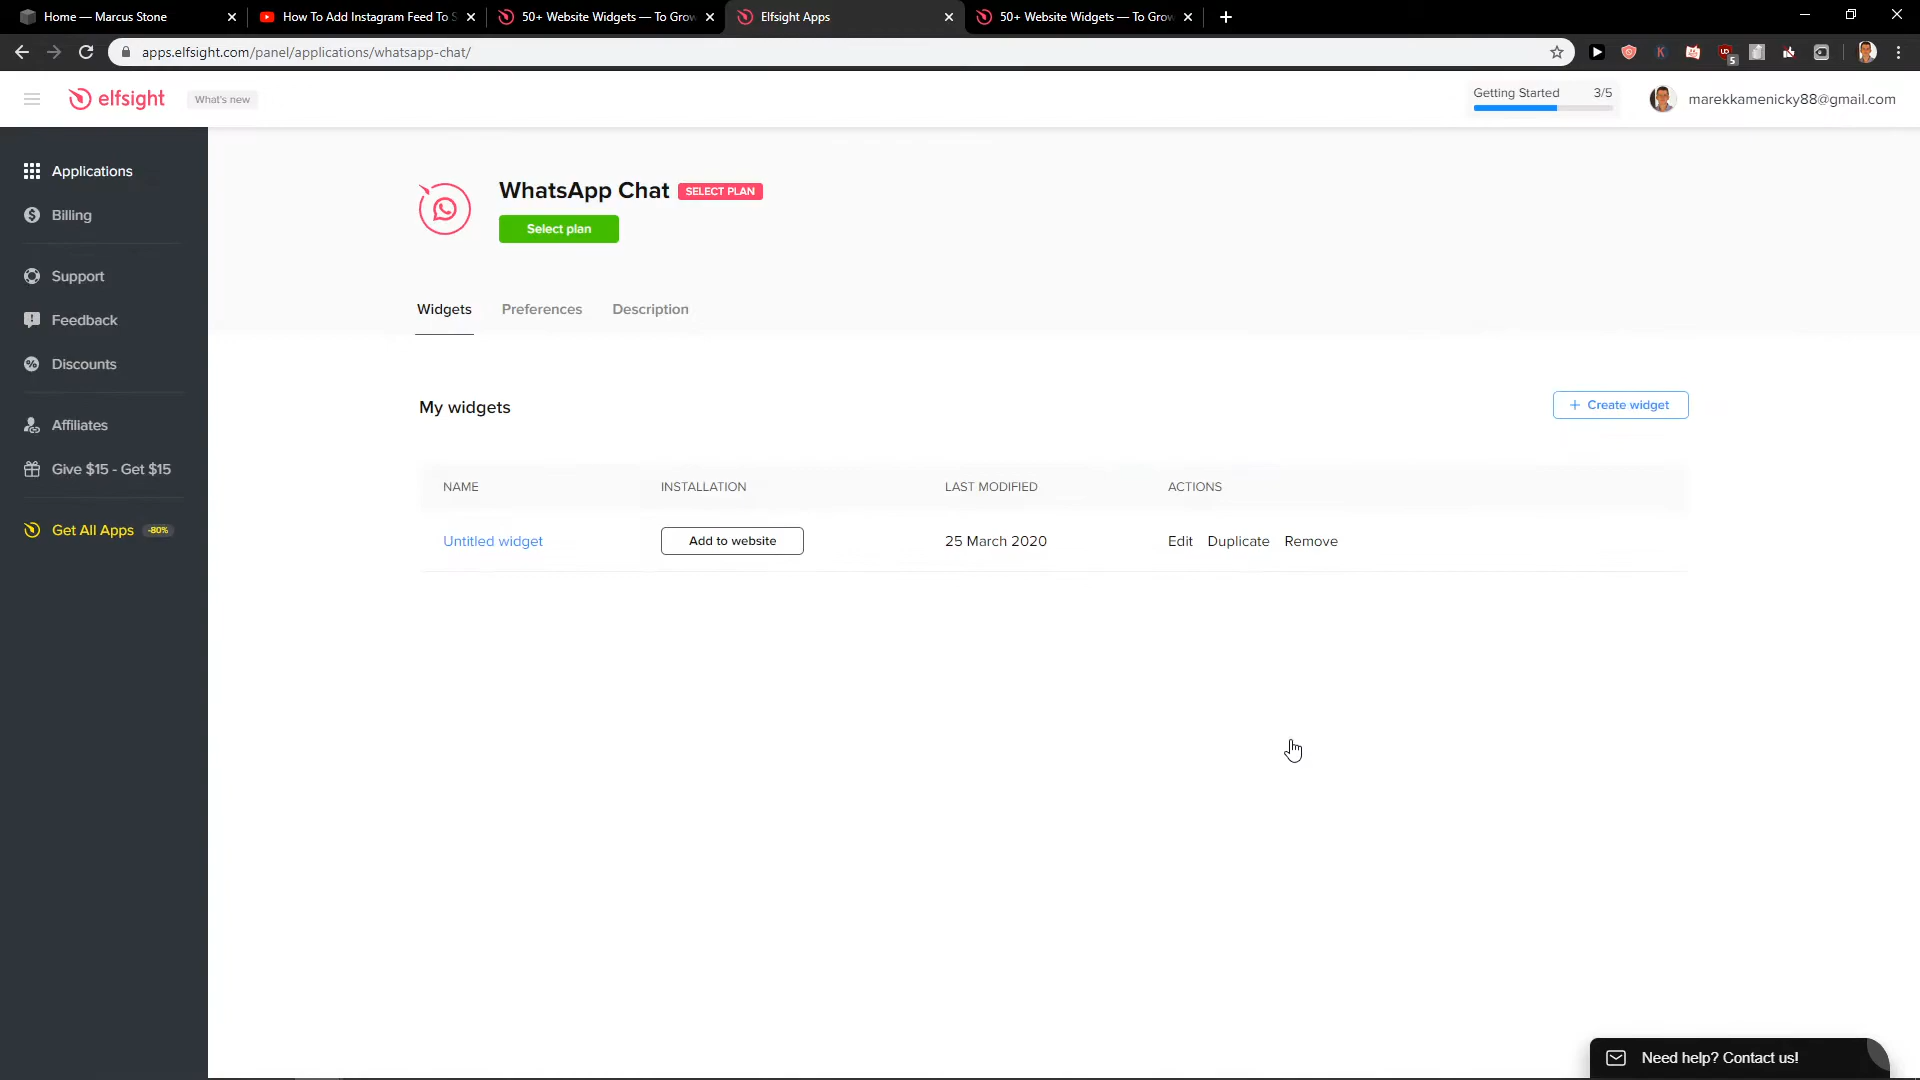 Home — Marcus Stone
How To Add Instagram Feed To S
50+ Website Widgets — To Grow
Elfsight Apps
50+ Website Widgets — To Grow
apps.elfsight.com/panel/applications/whatsapp-chat/
5
elfsight
What's new
Getting Started 3/5
marekkamenicky88@gmail.com
Applications
Billing
Support
Feedback
Discounts
Affiliates
Give $15 - Get $15
Get All Apps -80%
WhatsApp Chat SELECT PLAN
Select plan
Widgets Preferences Description
My widgets
+ Create widget
NAME INSTALLATION LAST MODIFIED ACTIONS
Untitled widget Add to website 25 March 2020 Edit Duplicate Remove
Need help? Contact us!